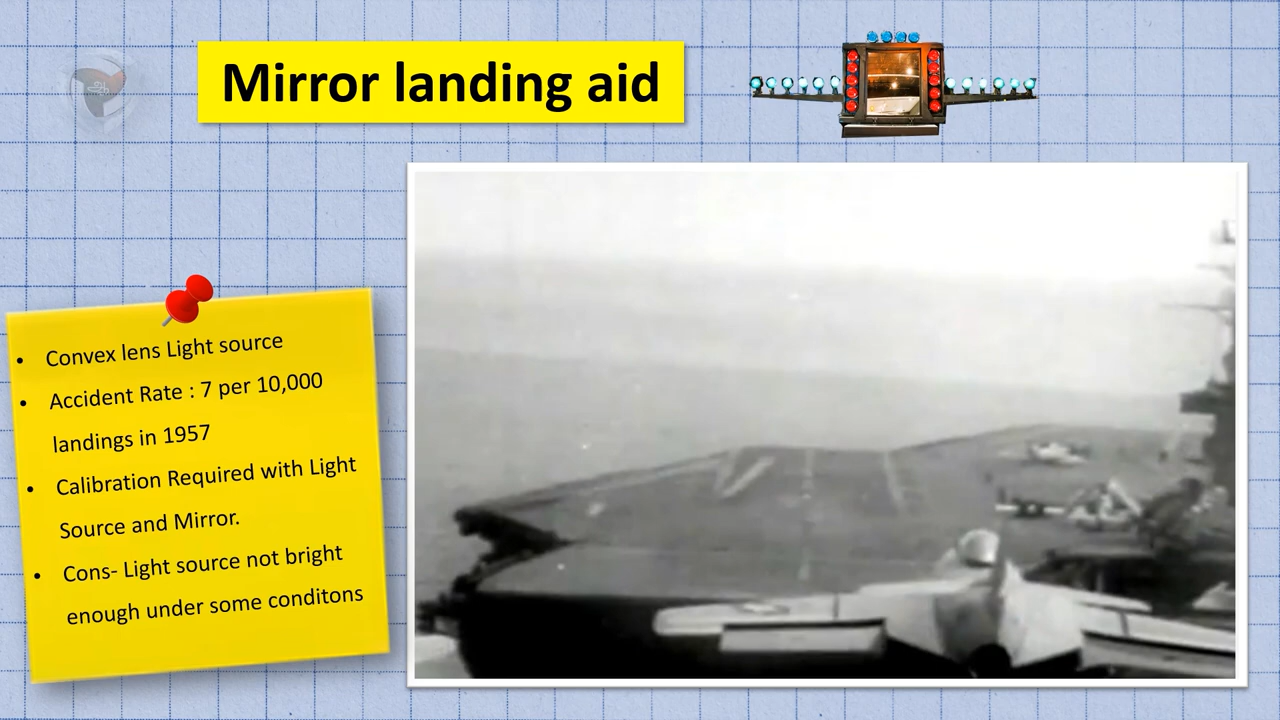 Mirror landing aid
• Convex lens Light source
• Accident Rate : 7 per 10,000
landings in 1957
• Calibration Required with Light
Source and Mirror.
• Cons- Light source not bright
enough under some conditons